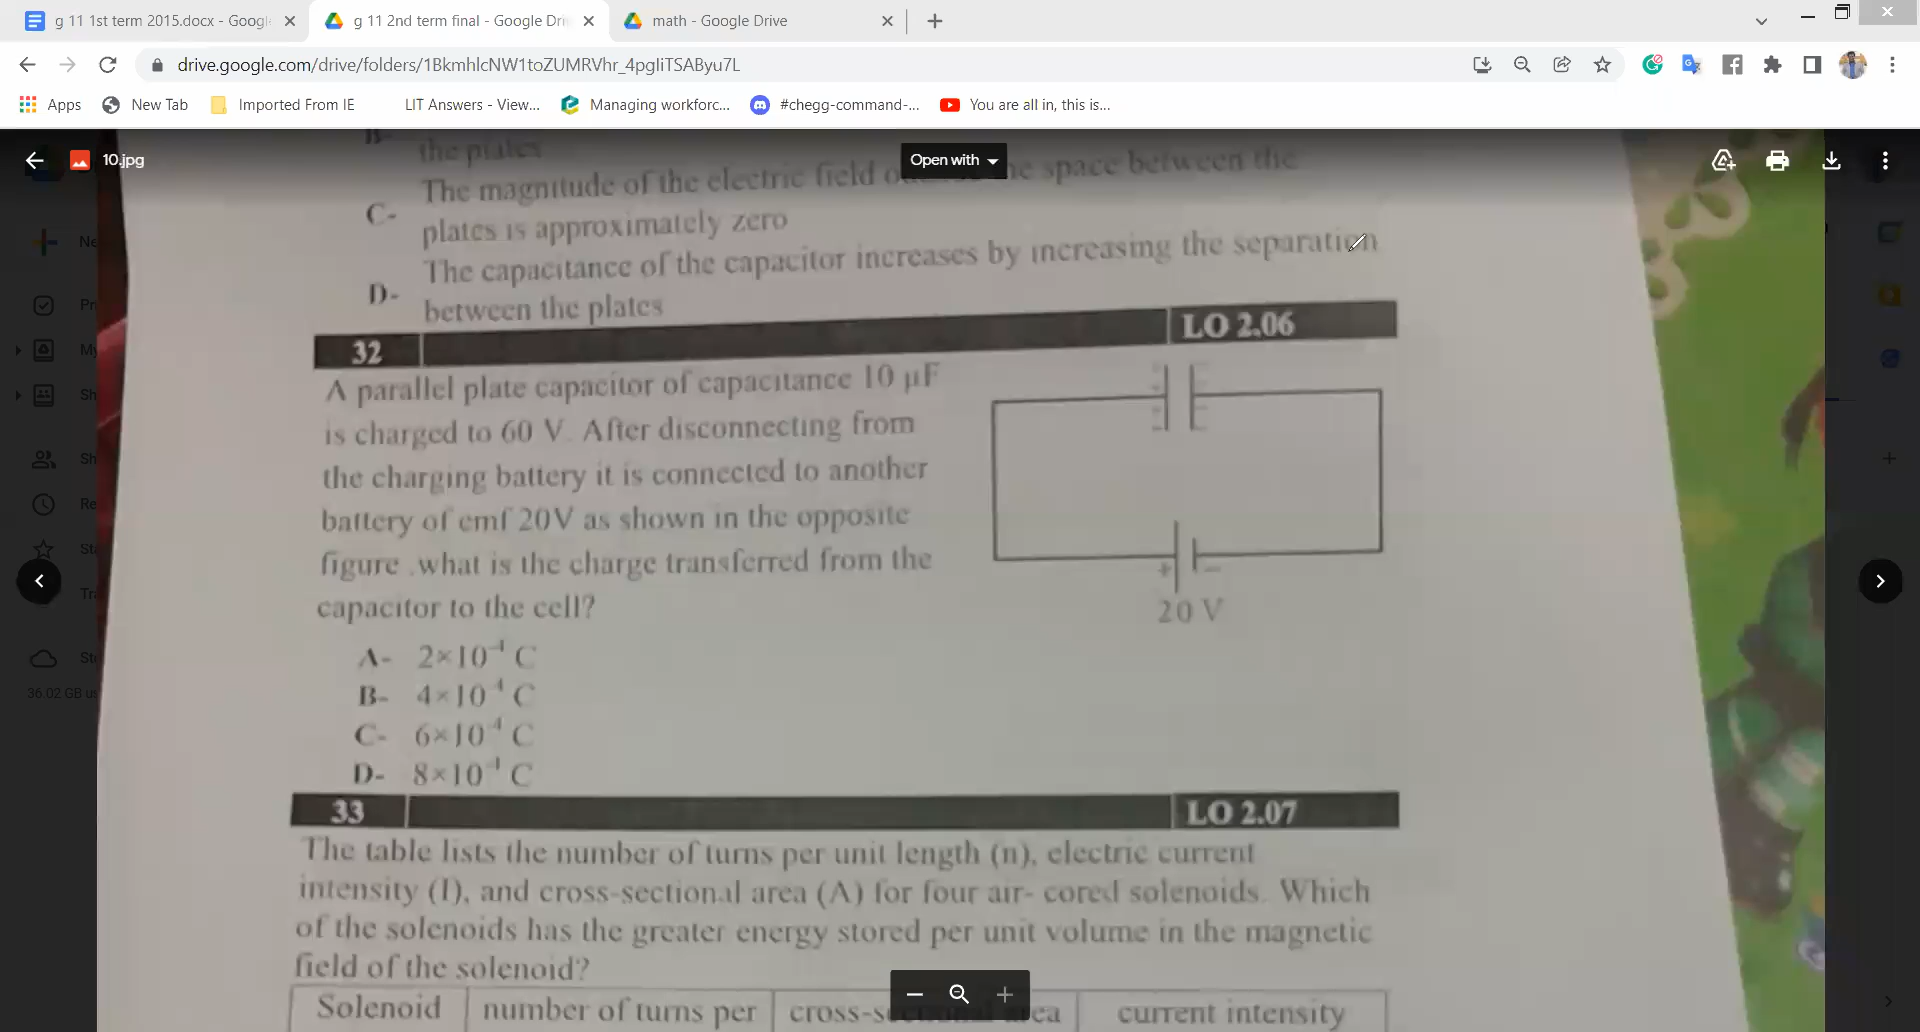 g 11 1st term 2015.docx - Googl
g 11 2nd term final - Google Dri
math - Google Drive
drive.google.com/drive/folders/1BkmhlcNW1toZUMRVhr_4pgIiTSAByu7L
Apps
New Tab
Imported From IE
LIT Answers - View...
Managing workforc...
#chegg-command-...
You are all in, this is...
10.jpg
Open with
B-
the plates
C-
The magnitude of the electric field
the space between the
plates is approximately zero
D-
The capacitance of the capacitor increases by increasing the separation
between the plates
32
LO 2.06
A parallel plate capacitor of capacitance 10 μF
is charged to 60 V. After disconnecting from
the charging battery it is connected to another
battery of emf 20V as shown in the opposite
figure .what is the charge transferred from the
capacitor to the cell?
+ −
20 V
A- 2×10⁻⁴ C
B- 4×10⁻⁴ C
C- 6×10⁻⁴ C
D- 8×10⁻⁴ C
33
LO 2.07
The table lists the number of turns per unit length (n), electric current
intensity (I), and cross-sectional area (A) for four air- cored solenoids. Which
of the solenoids has the greater energy stored per unit volume in the magnetic
field of the solenoid?
Solenoid
number of turns per
area
current intensity
36.02 GB us